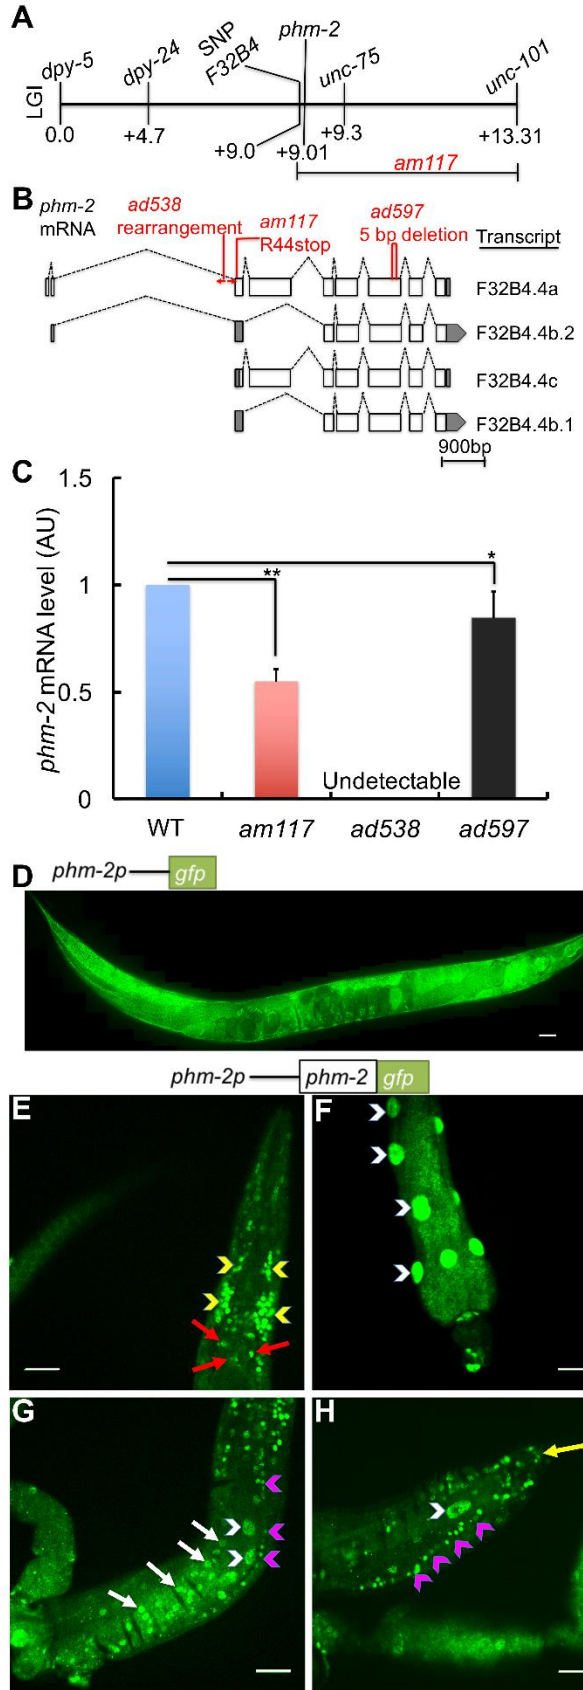 A
LGI
dpy-5
dpy-24
SNP
F32B4
phm-2
unc-75
unc-101
0.0
+4.7
+9.0
+9.01
+9.3
+13.31
am117
B
phm-2
mRNA
ad538
rearrangement
am117
R44stop
ad597
5 bp deletion
Transcript
F32B4.4a
F32B4.4b.2
F32B4.4c
F32B4.4b.1
900bp
C
phm-2 mRNA level (AU)
1.5
1
0.5
0
**
*
Undetectable
WT am117 ad538 ad597
phm-2p gfp
D
phm-2p phm-2 gfp
E
F
G
H